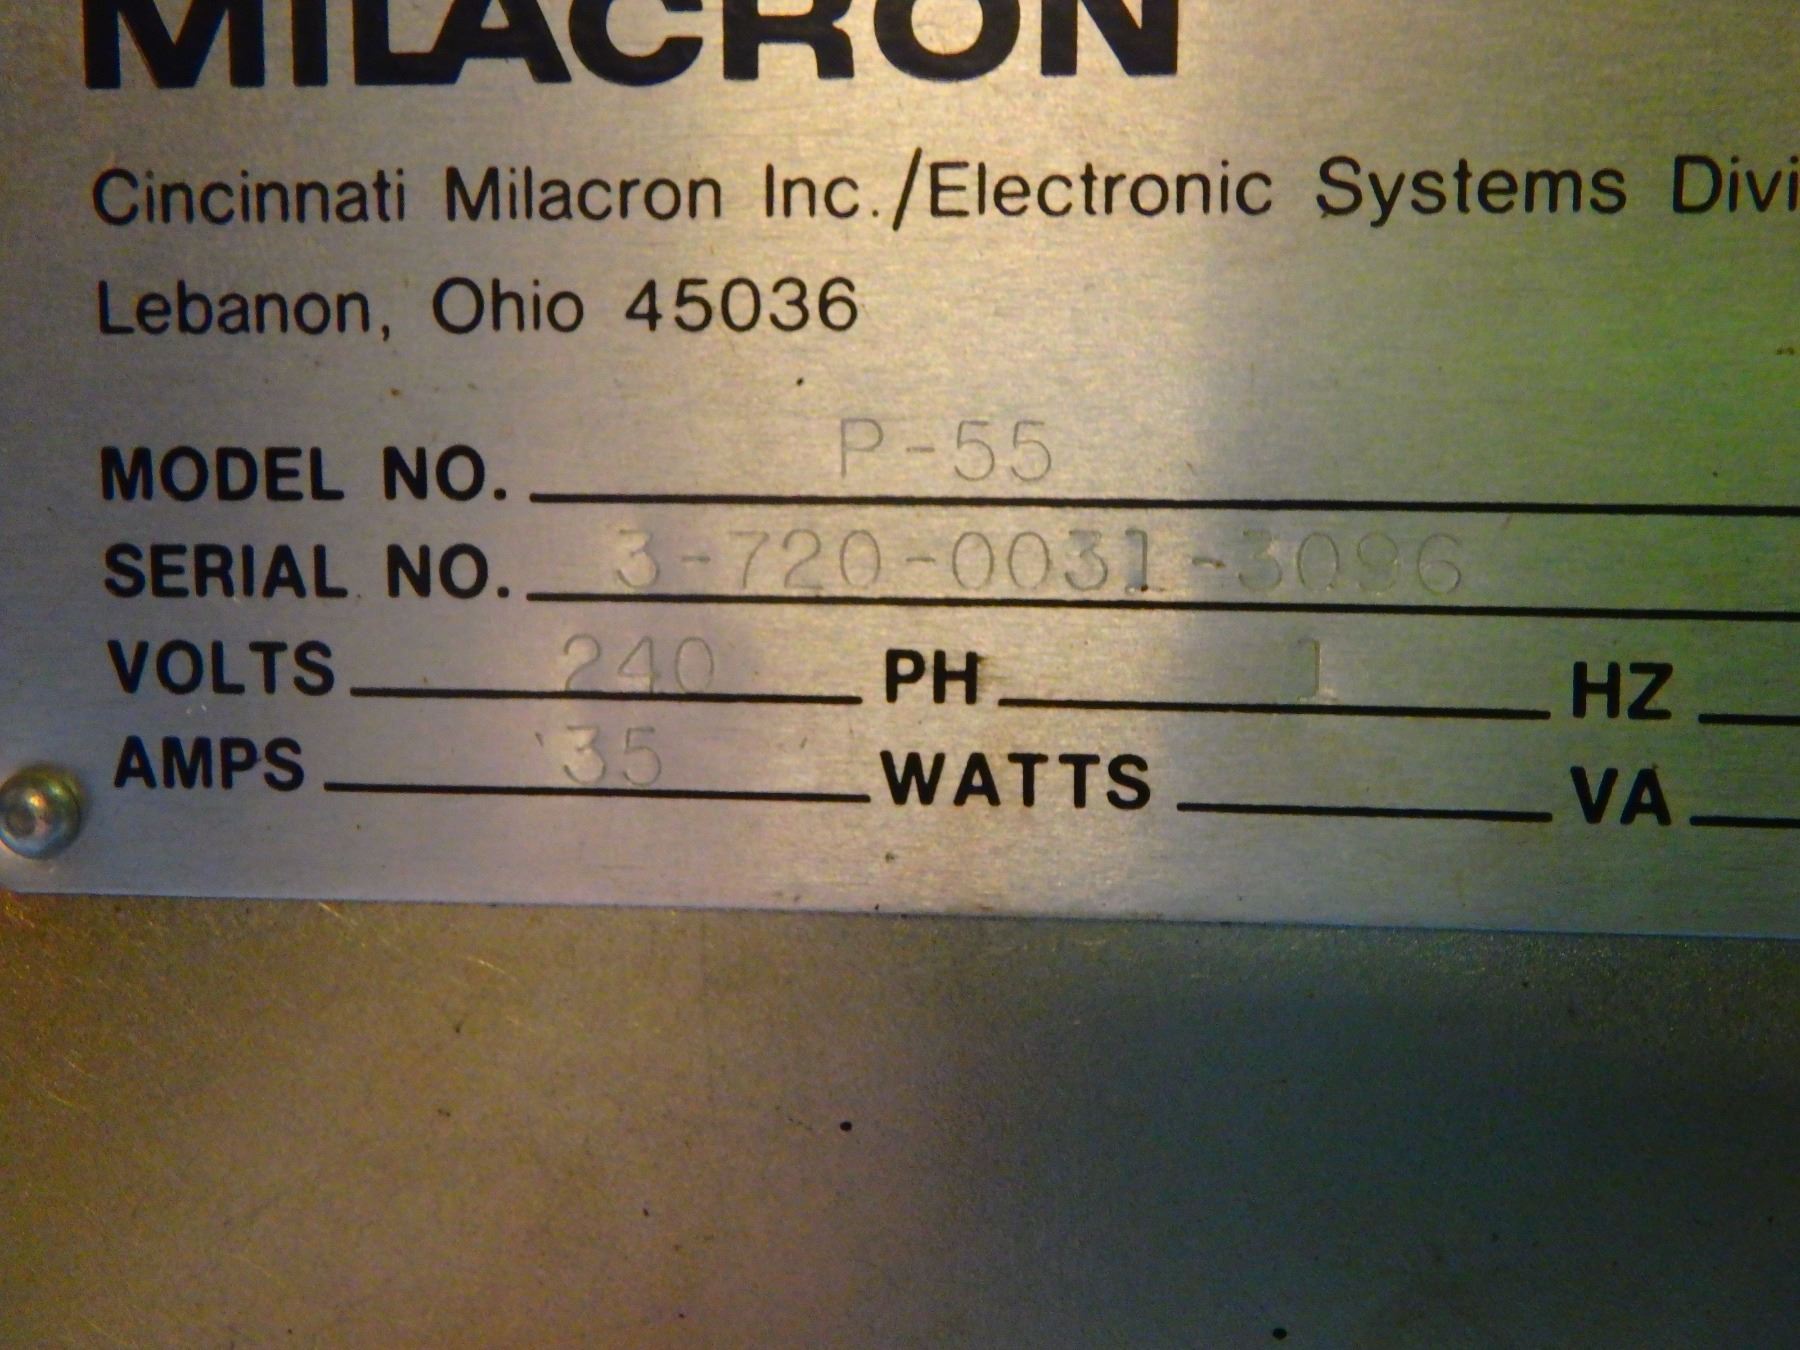 MILACRON
Cincinnati Milacron Inc./Electronic Systems Divi
Lebanon, Ohio 45036
MODEL NO. P-55
SERIAL NO. 3-720-0031-3096
VOLTS 240 PH 1 HZ
AMPS 35 WATTS VA